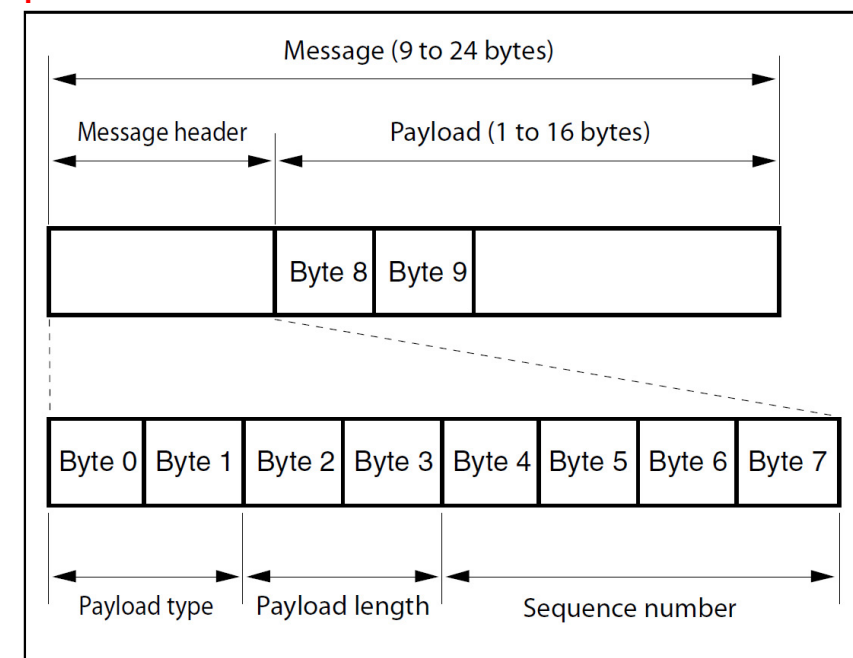 Message (9 to 24 bytes)
Message header Payload (1 to 16 bytes)
Byte 8 Byte 9
Byte 0 Byte 1 Byte 2 Byte 3 Byte 4 Byte 5 Byte 6 Byte 7
Payload type Payload length Sequence number